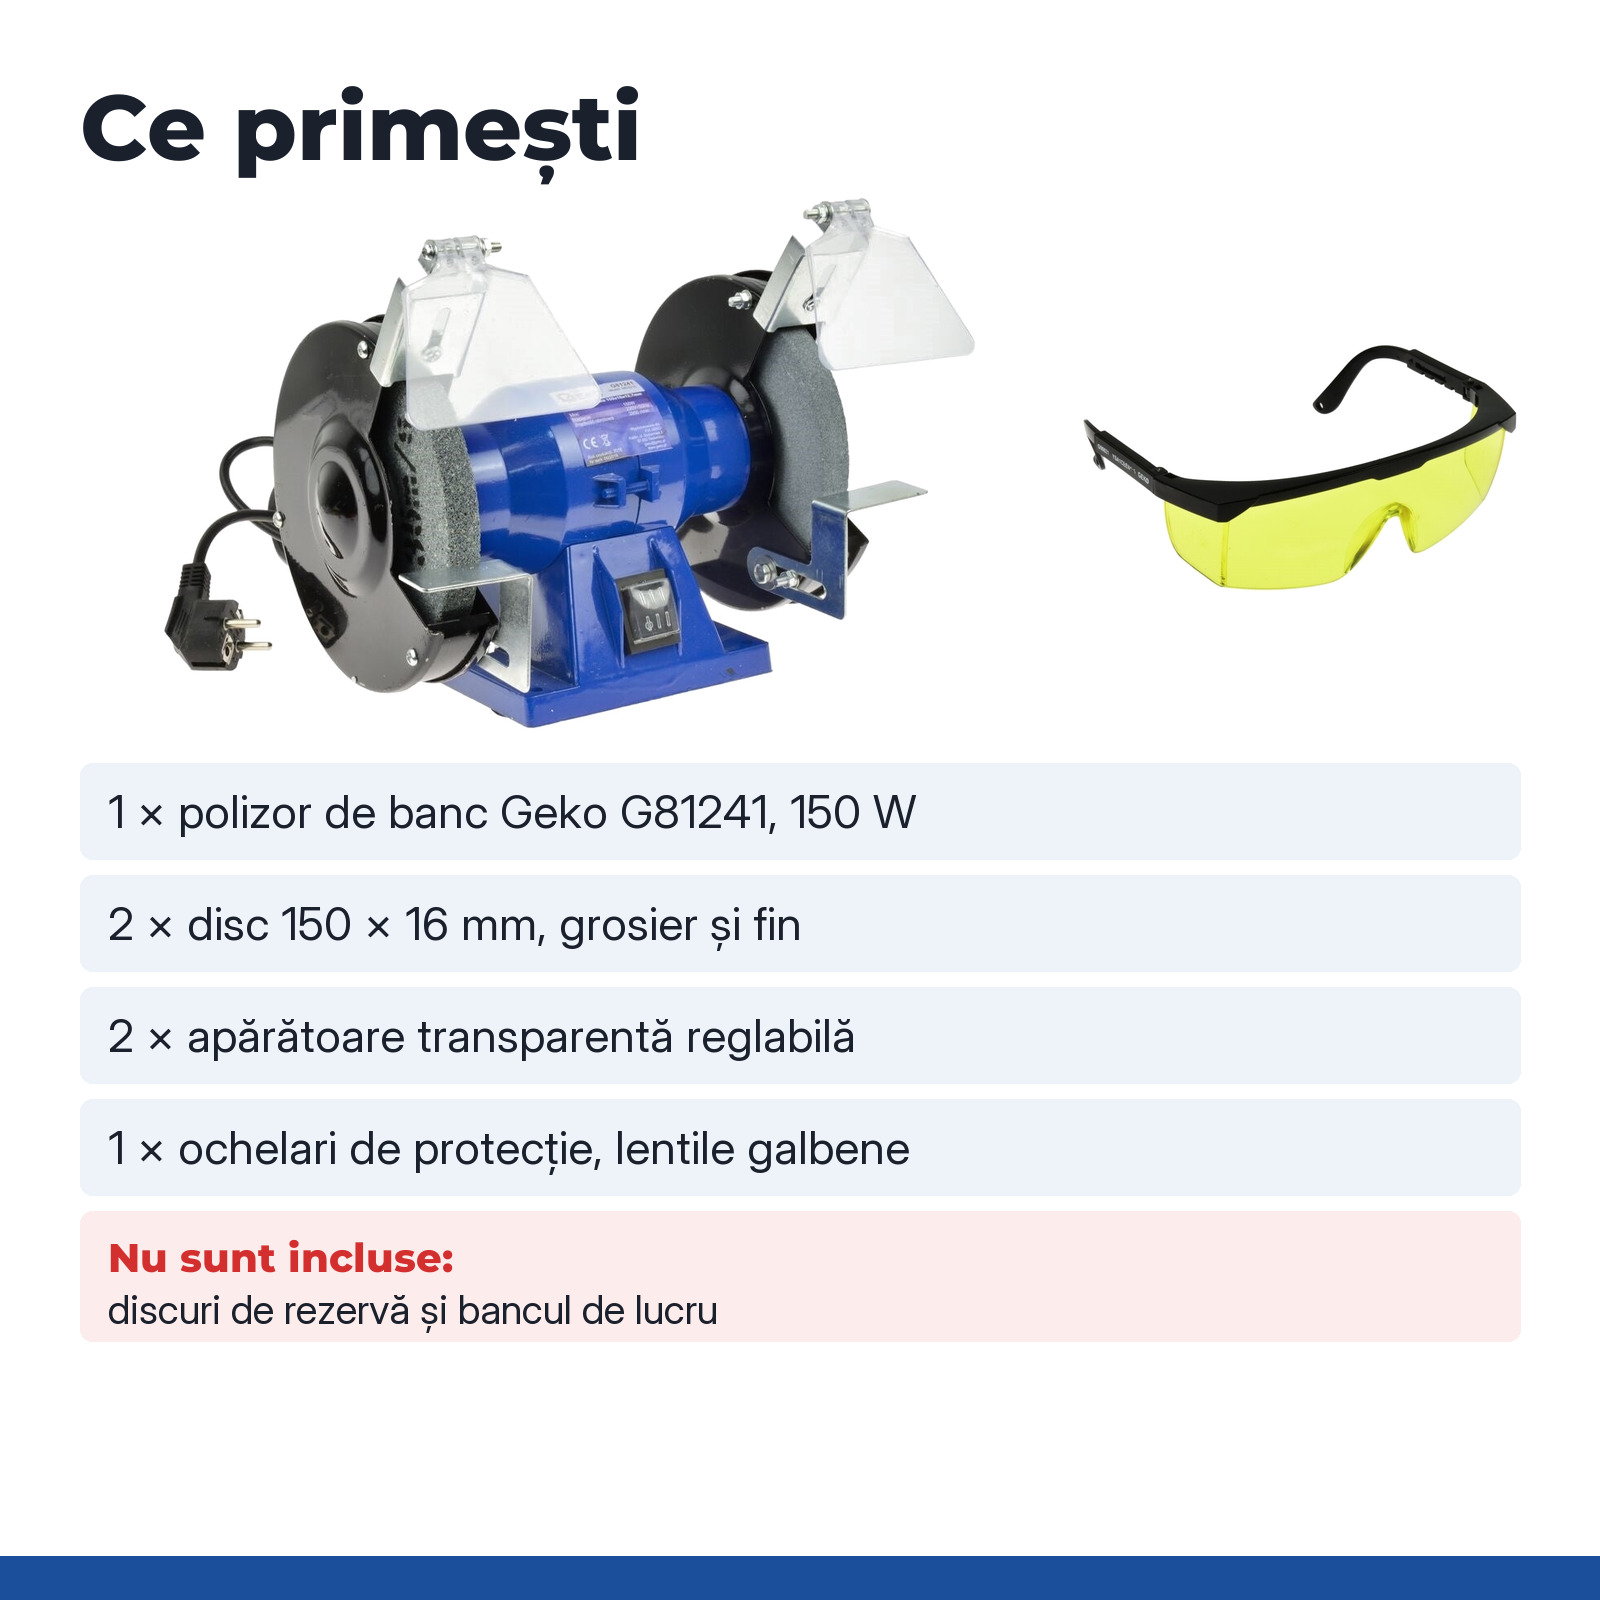 Ce primești
G81241
1 × polizor de banc Geko G81241, 150 W
2 × disc 150 × 16 mm, grosier și fin
2 × apărătoare transparentă reglabilă
1 × ochelari de protecție, lentile galbene
Nu sunt incluse:
discuri de rezervă și bancul de lucru